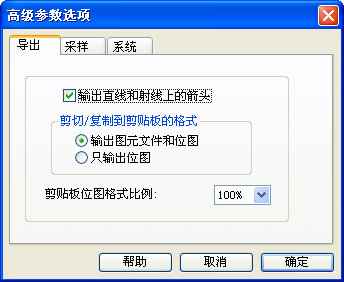 高级参数选项
导出 采样 系统
输出直线和射线上的箭头
剪切/复制到剪贴板的格式
输出图元文件和位图
只输出位图
剪贴板位图格式比例: 100%
帮助 取消 确定